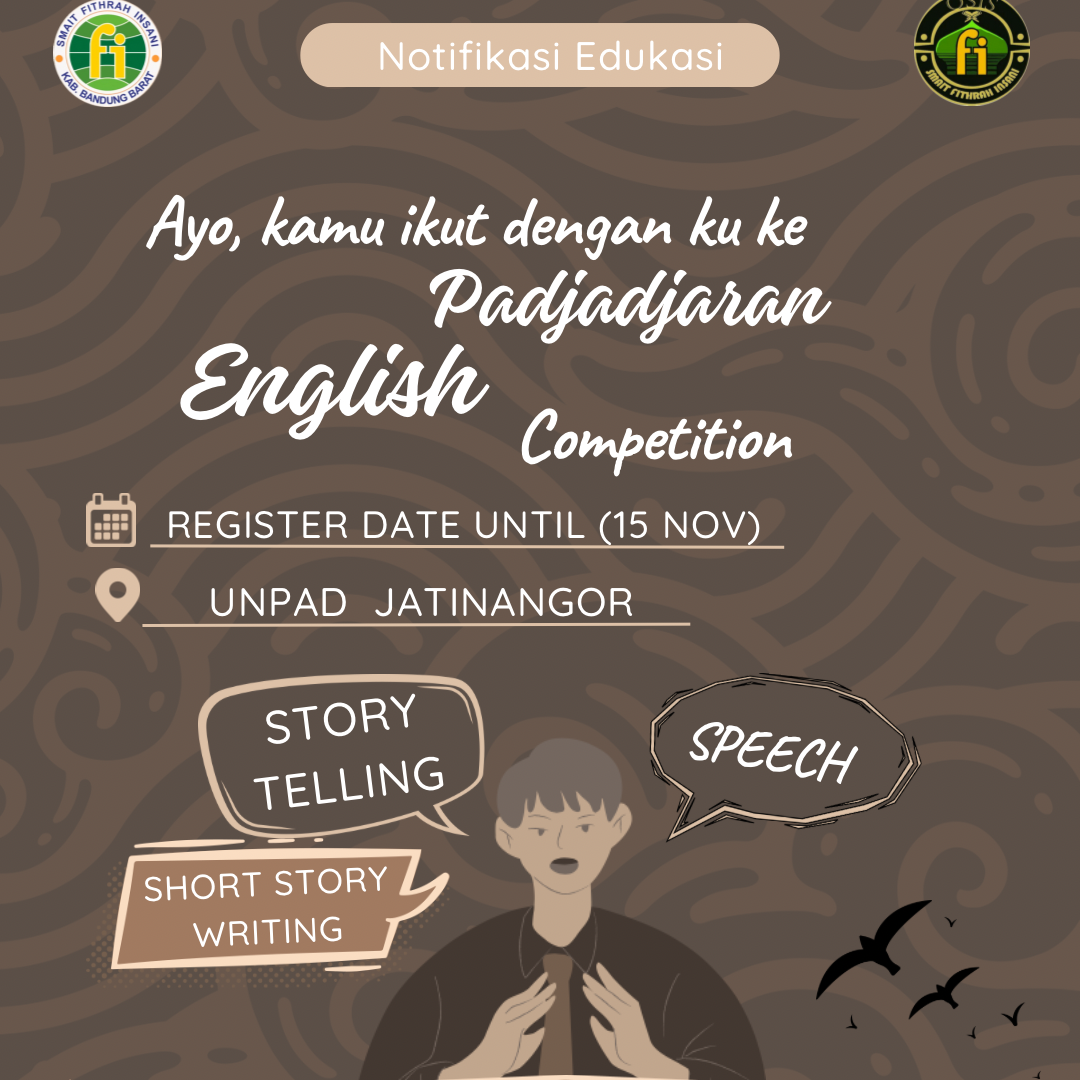 SMAIT FITHRAH INSANI
fi
KAB. BANDUNG BARAT
Notifikasi Edukasi
OSIS
fi
SMAIT FITHRAH INSANI
Ayo, kamu ikut dengan ku ke
Padjadjaran
English
Competition
REGISTER DATE UNTIL (15 NOV)
UNPAD JATINANGOR
STORY
TELLING
SPEECH
SHORT STORY
WRITING